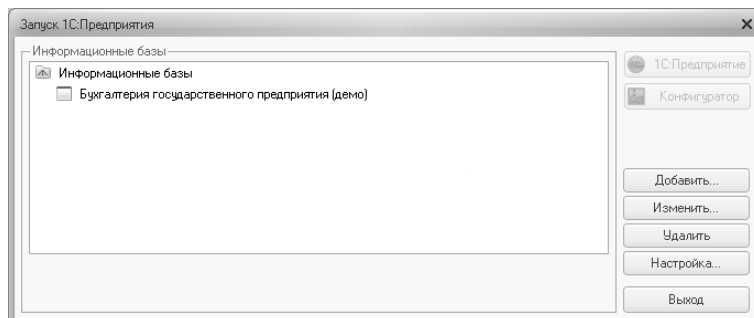 Запуск 1С:Предприятия
Информационные базы
Информационные базы
Бухгалтерия государственного предприятия (демо)
1С:Предприятие
Конфигуратор
Добавить...
Изменить...
Удалить
Настройка...
Выход